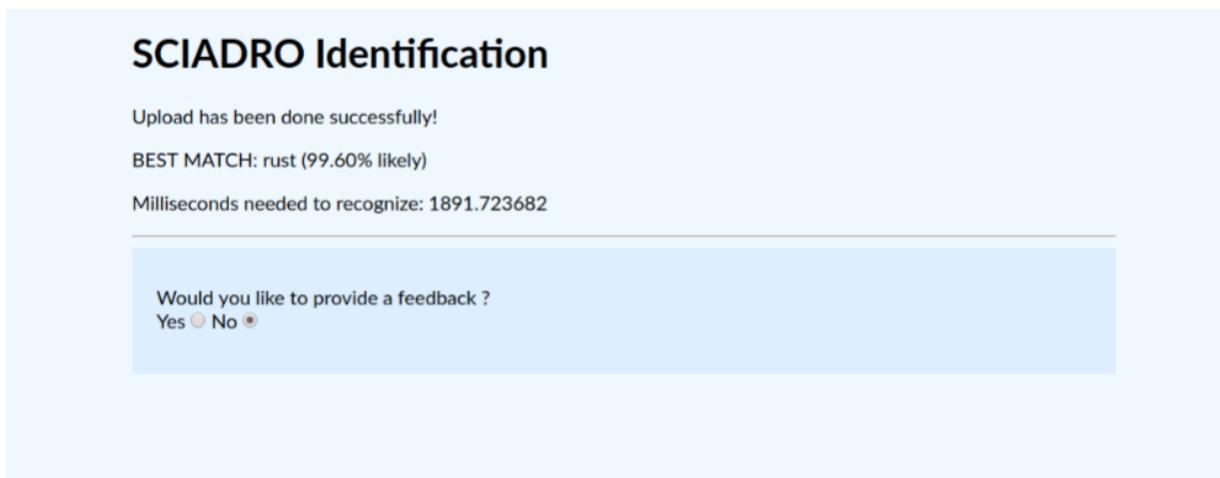 SCIADRO Identification
Upload has been done successfully!
BEST MATCH: rust (99.60% likely)
Milliseconds needed to recognize: 1891.723682
Would you like to provide a feedback ?
Yes No